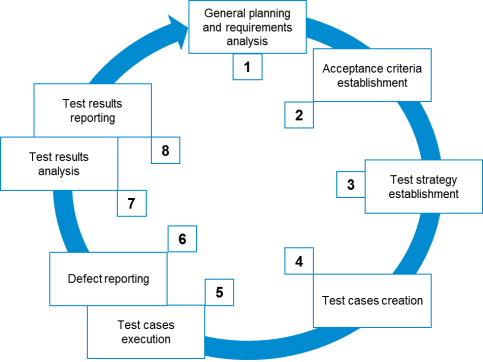 General planning
and requirements
analysis
1
Acceptance criteria
establishment
2
Test strategy
establishment
3
Test cases creation
4
Test cases
execution
5
Defect reporting
6
Test results
analysis
7
Test results
reporting
8